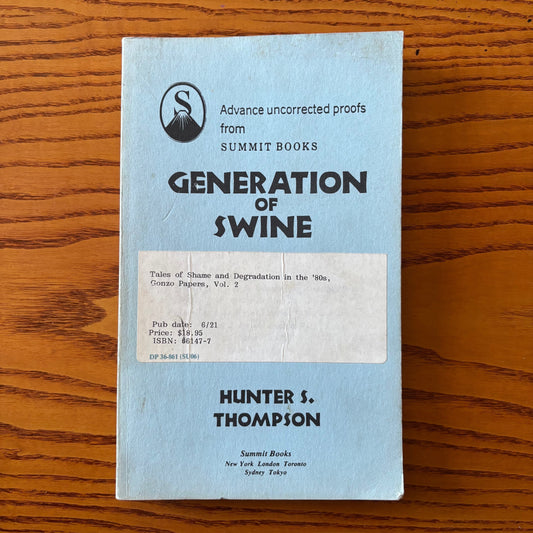 S
Advance uncorrected proofs
from
SUMMIT BOOKS
GENERATION
OF
SWINE
Tales of Shame and Degradation in the '80s,
Gonzo Papers, Vol. 2
Pub date: 6/21
Price: $18.95
ISBN: 66147-7
DP 36-861 (SU06)
HUNTER S.
THOMPSON
Summit Books
New York London Toronto
Sydney Tokyo